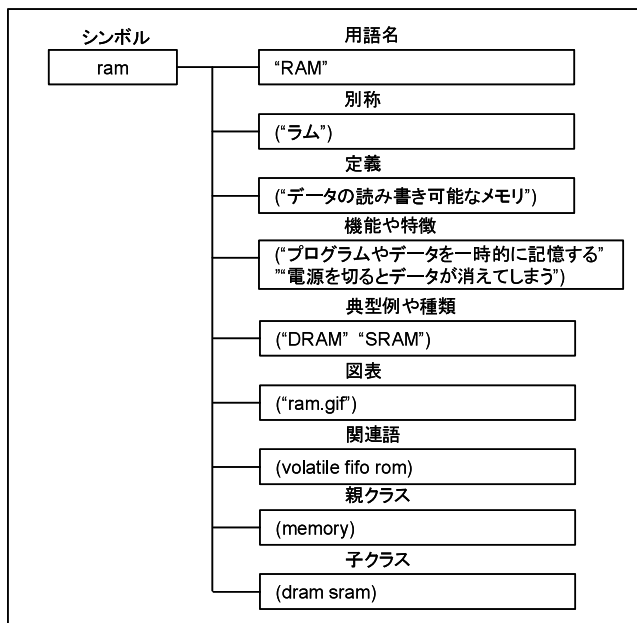 シンボル
ram
用語名
“RAM”
別称
(“ラム”)
定義
(“データの読み書き可能なメモリ”)
機能や特徴
(“プログラムやデータを一時的に記憶する”
”“電源を切るとデータが消えてしまう”)
典型例や種類
(“DRAM” “SRAM”)
図表
(“ram.gif”)
関連語
(volatile fifo rom)
親クラス
(memory)
子クラス
(dram sram)